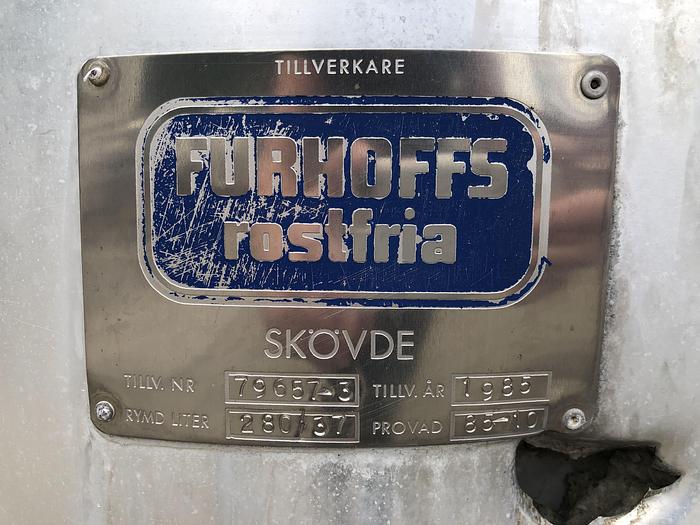 TILLVERKARE
FURHOFFS
rostfria
SKÖVDE
TILLV. NR 79657-3 TILLV. ÅR 1985
RYMD LITER 280/37 PROVAD 85-10